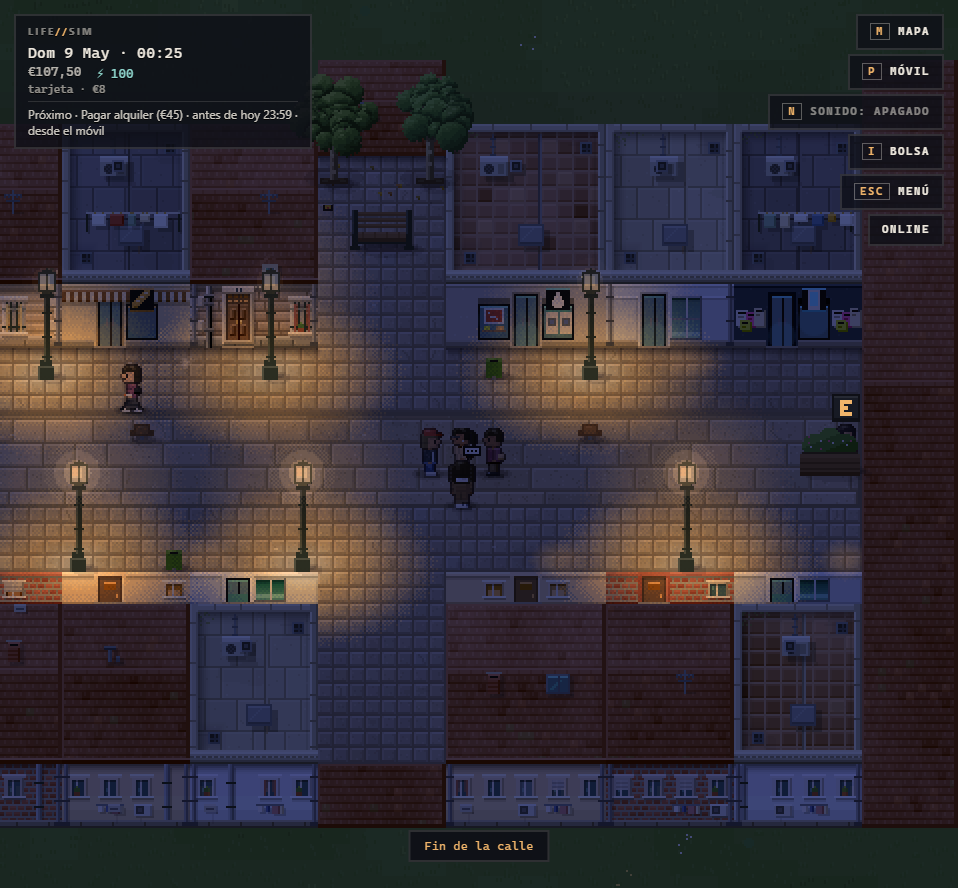 LIFE//SIM
Dom 9 May · 00:25
€107,50 ⚡ 100
tarjeta · €8
Próximo · Pagar alquiler (€45) · antes de hoy 23:59 ·
desde el móvil
M MAPA
P MÓVIL
N SONIDO: APAGADO
I BOLSA
ESC MENÚ
ONLINE
E
Fin de la calle